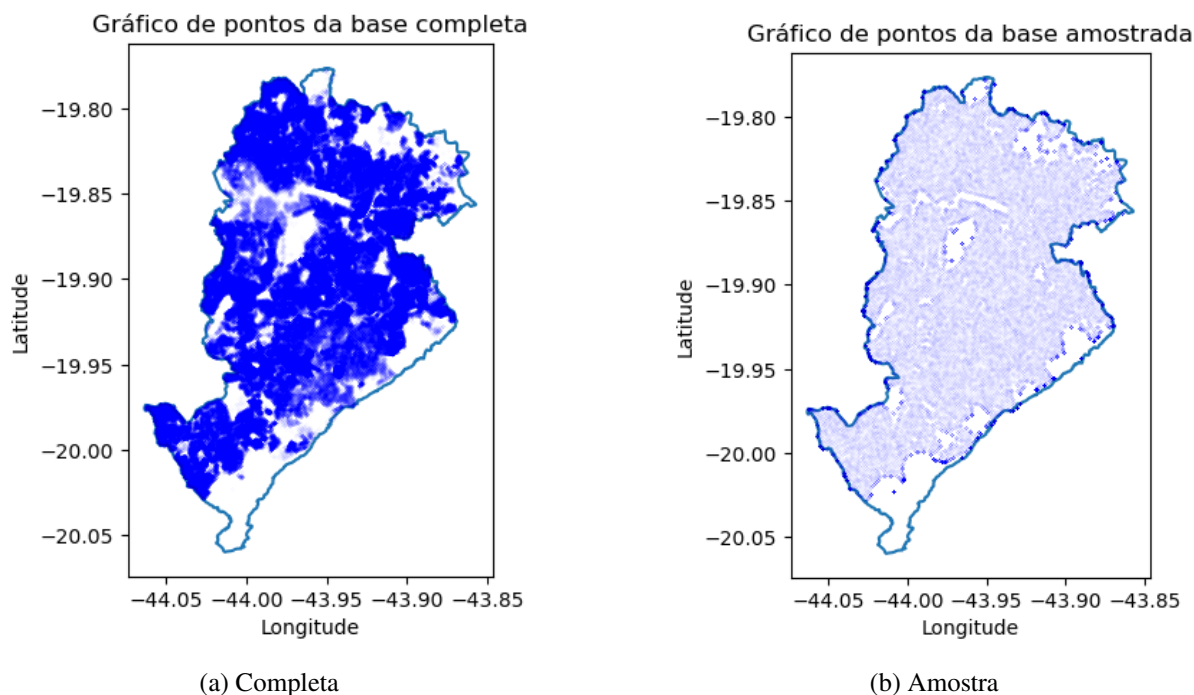 Gráfico de pontos da base completa
−19.80
−19.85
−19.90
−19.95
−20.00
−20.05
Latitude
−44.05 −44.00 −43.95 −43.90 −43.85
Longitude
(a) Completa
Gráfico de pontos da base amostrada
−19.80
−19.85
−19.90
−19.95
−20.00
−20.05
Latitude
−44.05 −44.00 −43.95 −43.90 −43.85
Longitude
(b) Amostra